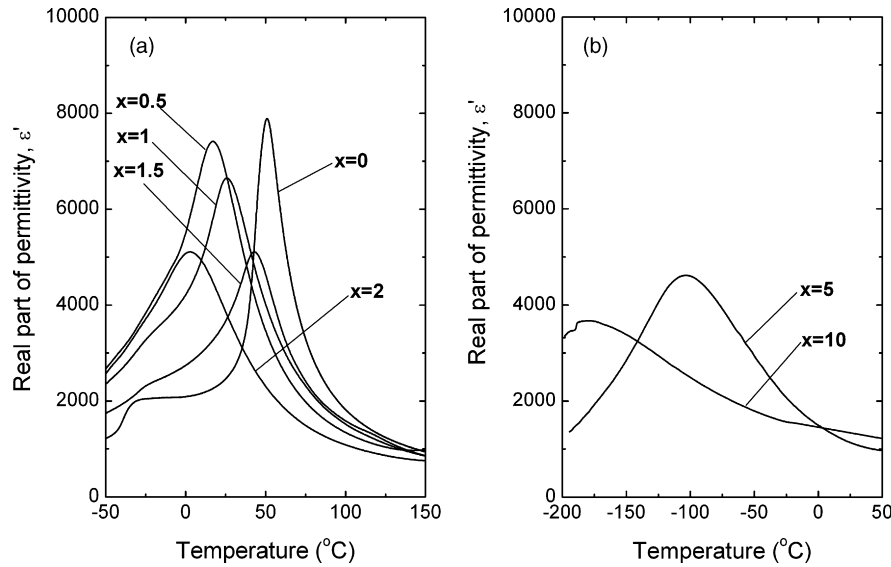 (a)
10000
8000
6000
4000
2000
0
Real part of permittivity, ε'
x=0.5
x=1
x=1.5
x=0
x=2
-50
0
50
100
150
Temperature (°C)
(b)
10000
8000
6000
4000
2000
0
Real part of permittivity, ε'
x=5
x=10
-200
-150
-100
-50
0
50
Temperature (°C)